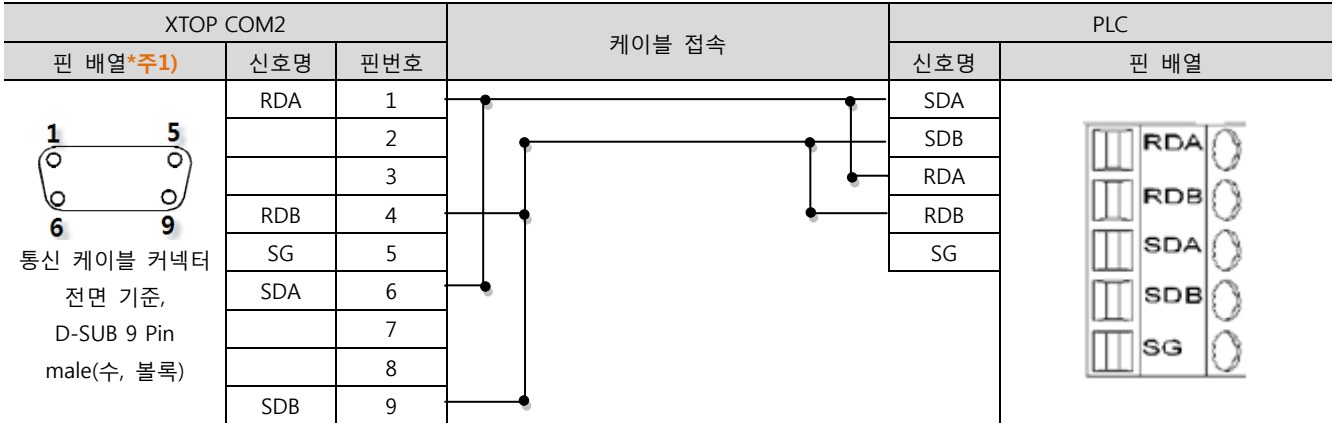 XTOP COM2 케이블 접속 PLC
핀 배열*주1) 신호명 핀번호 신호명 핀 배열
RDA 1 SDA
2 SDB
3 RDA
RDB 4 RDB
SG 5 SG
SDA 6
7
8
SDB 9
1 5
6 9
통신 케이블 커넥터
전면 기준,
D-SUB 9 Pin
male(수, 볼록)
RDA
RDB
SDA
SDB
SG